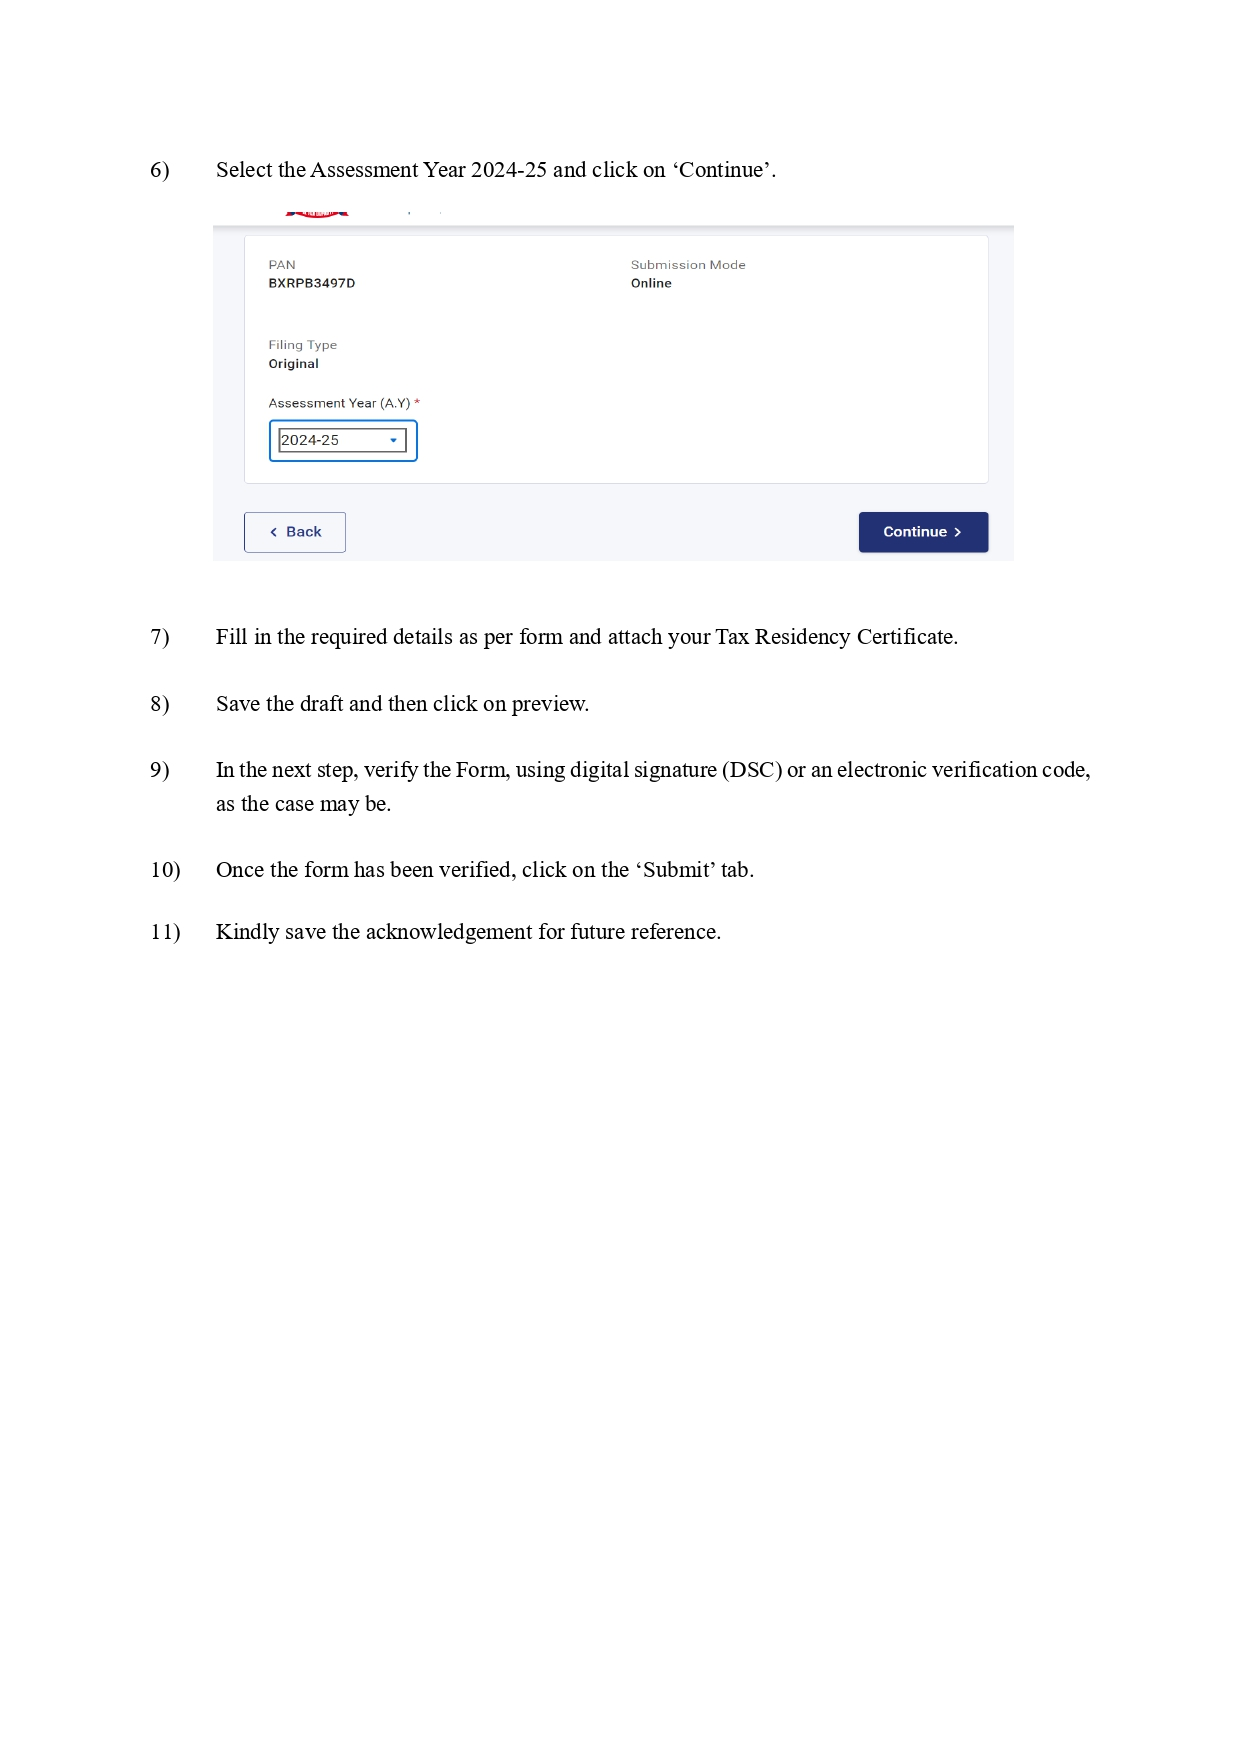 6) Select the Assessment Year 2024-25 and click on ‘Continue’.
PAN
BXRPB3497D
Submission Mode
Online
Filing Type
Original
Assessment Year (A.Y) *
2024-25
Back
Continue
7) Fill in the required details as per form and attach your Tax Residency Certificate.
8) Save the draft and then click on preview.
9) In the next step, verify the Form, using digital signature (DSC) or an electronic verification code,
as the case may be.
10) Once the form has been verified, click on the ‘Submit’ tab.
11) Kindly save the acknowledgement for future reference.